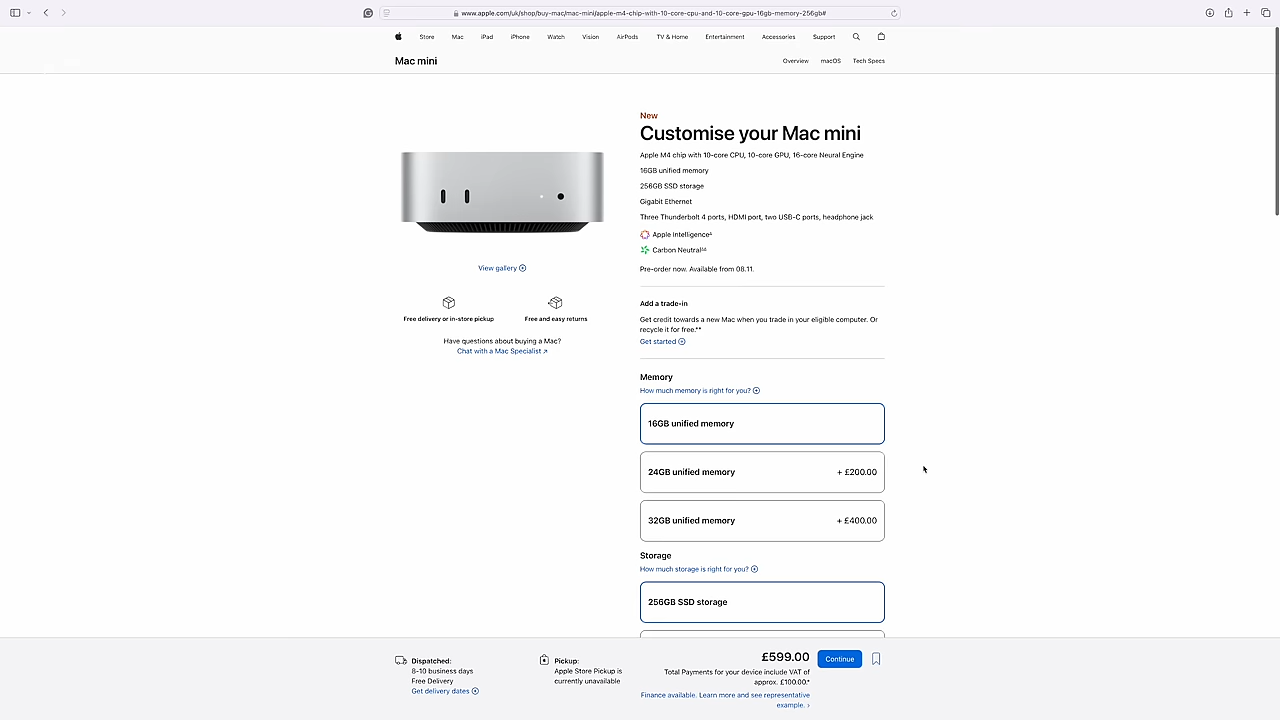 www.apple.com/uk/shop/buy-mac/mac-mini/apple-m4-chip-with-10-core-cpu-and-10-core-gpu-16gb-memory-256gb#
Store Mac iPad iPhone Watch Vision AirPods TV & Home Entertainment Accessories Support
Mac mini
Overview macOS Tech Specs
New
Customise your Mac mini
Apple M4 chip with 10-core CPU, 10-core GPU, 16-core Neural Engine
16GB unified memory
256GB SSD storage
Gigabit Ethernet
Three Thunderbolt 4 ports, HDMI port, two USB-C ports, headphone jack
Apple Intelligence
Carbon Neutral
Pre-order now. Available from 08.11.
View gallery
Free delivery or in-store pickup
Free and easy returns
Have questions about buying a Mac?
Chat with a Mac Specialist ↗
Add a trade-in
Get credit towards a new Mac when you trade in your eligible computer. Or
recycle it for free.**
Get started
Memory
How much memory is right for you?
16GB unified memory
24GB unified memory + £200.00
32GB unified memory + £400.00
Storage
How much storage is right for you?
256GB SSD storage
Dispatched:
8-10 business days
Free Delivery
Get delivery dates
Pickup:
Apple Store Pickup is
currently unavailable
£599.00
Total Payments for your device include VAT of
approx. £100.00.*
Finance available. Learn more and see representative
example. ›
Continue